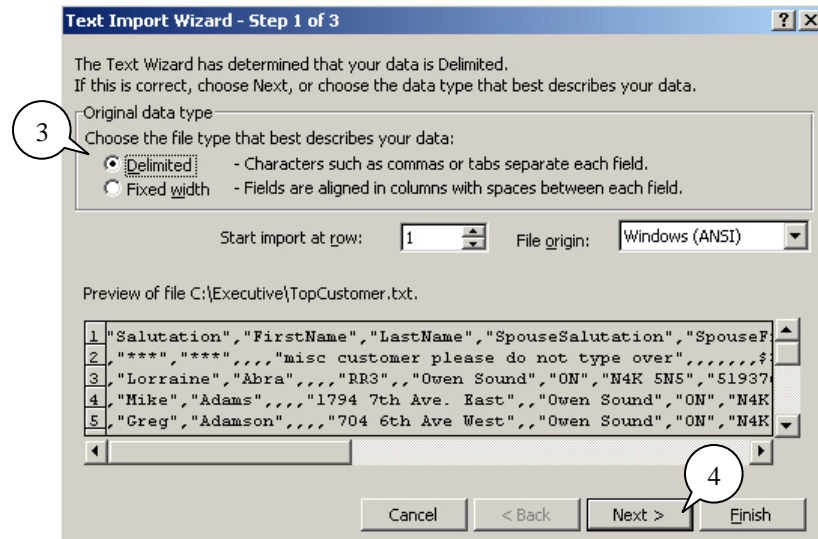 Text Import Wizard - Step 1 of 3
The Text Wizard has determined that your data is Delimited.
If this is correct, choose Next, or choose the data type that best describes your data.
Original data type
3
Choose the file type that best describes your data:
Delimited - Characters such as commas or tabs separate each field.
Fixed width - Fields are aligned in columns with spaces between each field.
Start import at row: 1 File origin: Windows (ANSI)
Preview of file C:\Executive\TopCustomer.txt.
1 "Salutation","FirstName","LastName","SpouseSalutation","SpouseF
2 ,"***","***",,,,"misc customer please do not type over",,,,,,,$
3 ,"Lorraine","Abra",,,,"RR3",,"Owen Sound","ON","N4K 5N5","51937
4 ,"Mike","Adams",,,,"1794 7th Ave. East",,"Owen Sound","ON","N4K
5 ,"Greg","Adamson",,,,"704 6th Ave West",,"Owen Sound","ON","N4K
4
Cancel < Back Next > Finish